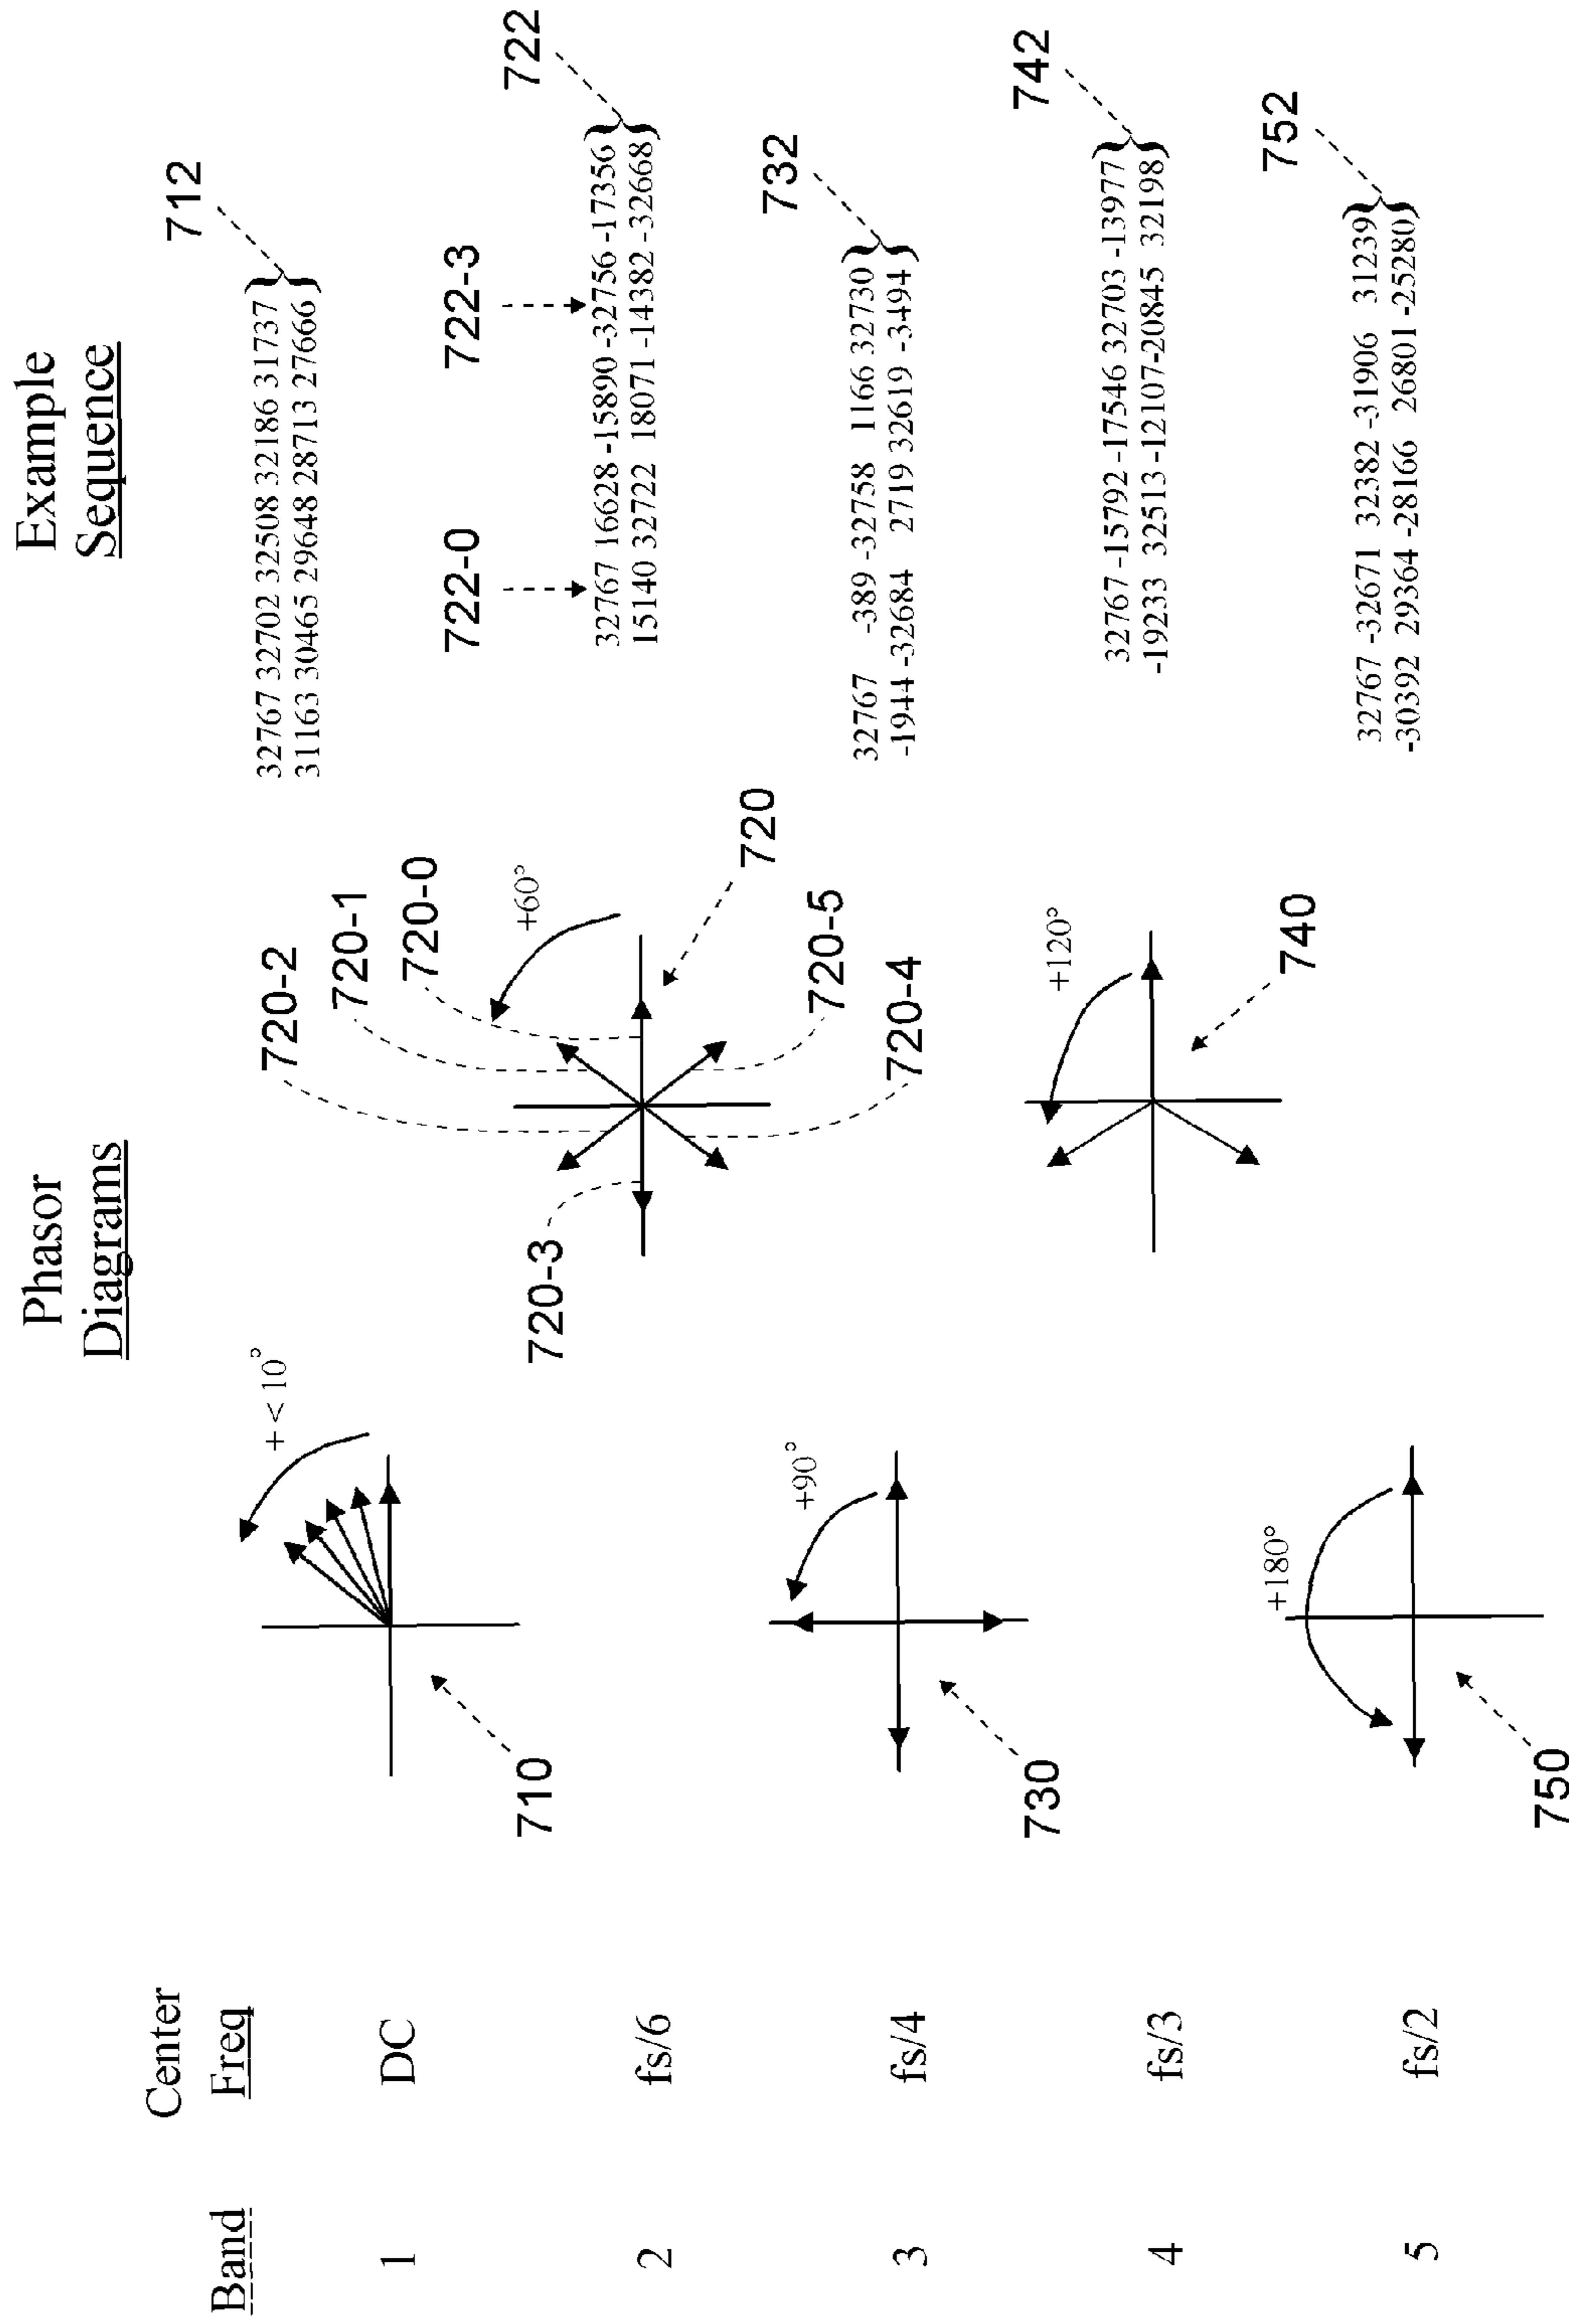 Band
Center
Freq
Phasor
Diagrams
Example
Sequence
1
DC
710
+ < 10°
32767 32702 32508 32186 31737
31163 30465 29648 28713 27666
712
2
fs/6
720-3
720-2
720-1
720-0
+60°
720
720-5
720-4
722-0
722-3
32767 16628 -15890 -32756 -17356
15140 32722 18071 -14382 -32668
722
3
fs/4
730
+90°
32767 -389 -32758 1166 32730
-1944 -32684 2719 32619 -3494
732
4
fs/3
+120°
740
32767 -15792 -17546 32703 -13977
-19233 32513 -12107 -20845 32198
742
5
fs/2
750
+180°
32767 -32671 32382 -31906 31239
-30392 29364 -28166 26801 -25280
752